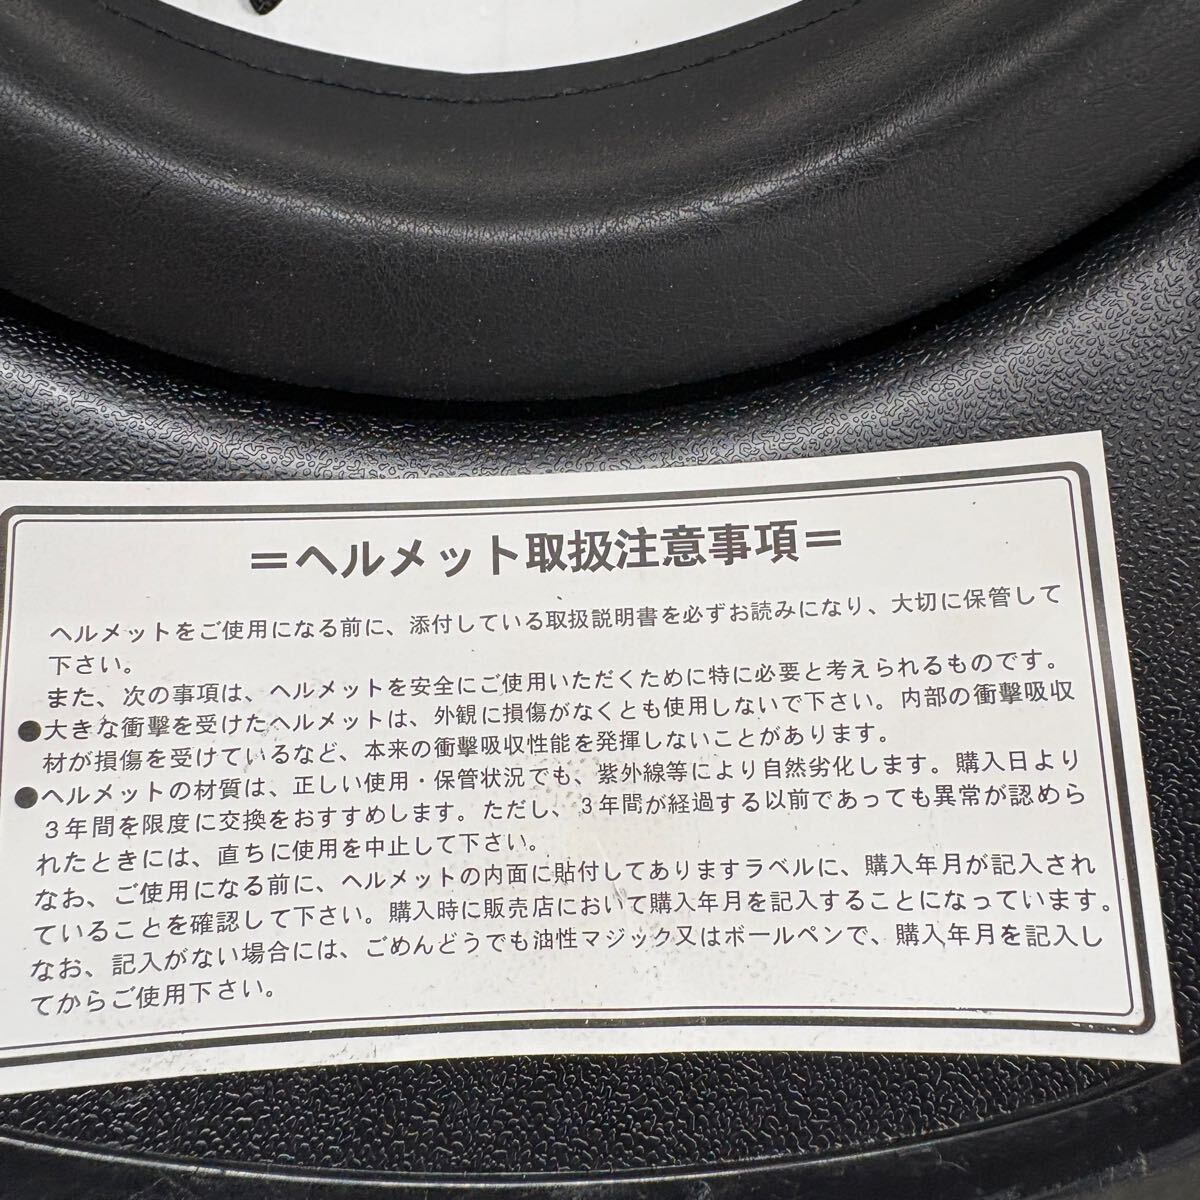 ＝ヘルメット取扱注意事項＝
ヘルメットをご使用になる前に、添付している取扱説明書を必ずお読みになり、大切に保管して
下さい。
また、次の事項は、ヘルメットを安全にご使用いただくために特に必要と考えられるものです。
●大きな衝撃を受けたヘルメットは、外観に損傷がなくとも使用しないで下さい。内部の衝撃吸収
材が損傷を受けているなど、本来の衝撃吸収性能を発揮しないことがあります。
●ヘルメットの材質は、正しい使用・保管状況でも、紫外線等により自然劣化します。購入日より
３年間を限度に交換をおすすめします。ただし、３年間が経過する以前であっても異常が認めら
れたときには、直ちに使用を中止して下さい。
なお、ご使用になる前に、ヘルメットの内面に貼付してありますラベルに、購入年月が記入され
ていることを確認して下さい。購入時に販売店において購入年月を記入することになっています。
なお、記入がない場合には、ごめんどうでも油性マジック又はボールペンで、購入年月を記入し
てからご使用下さい。